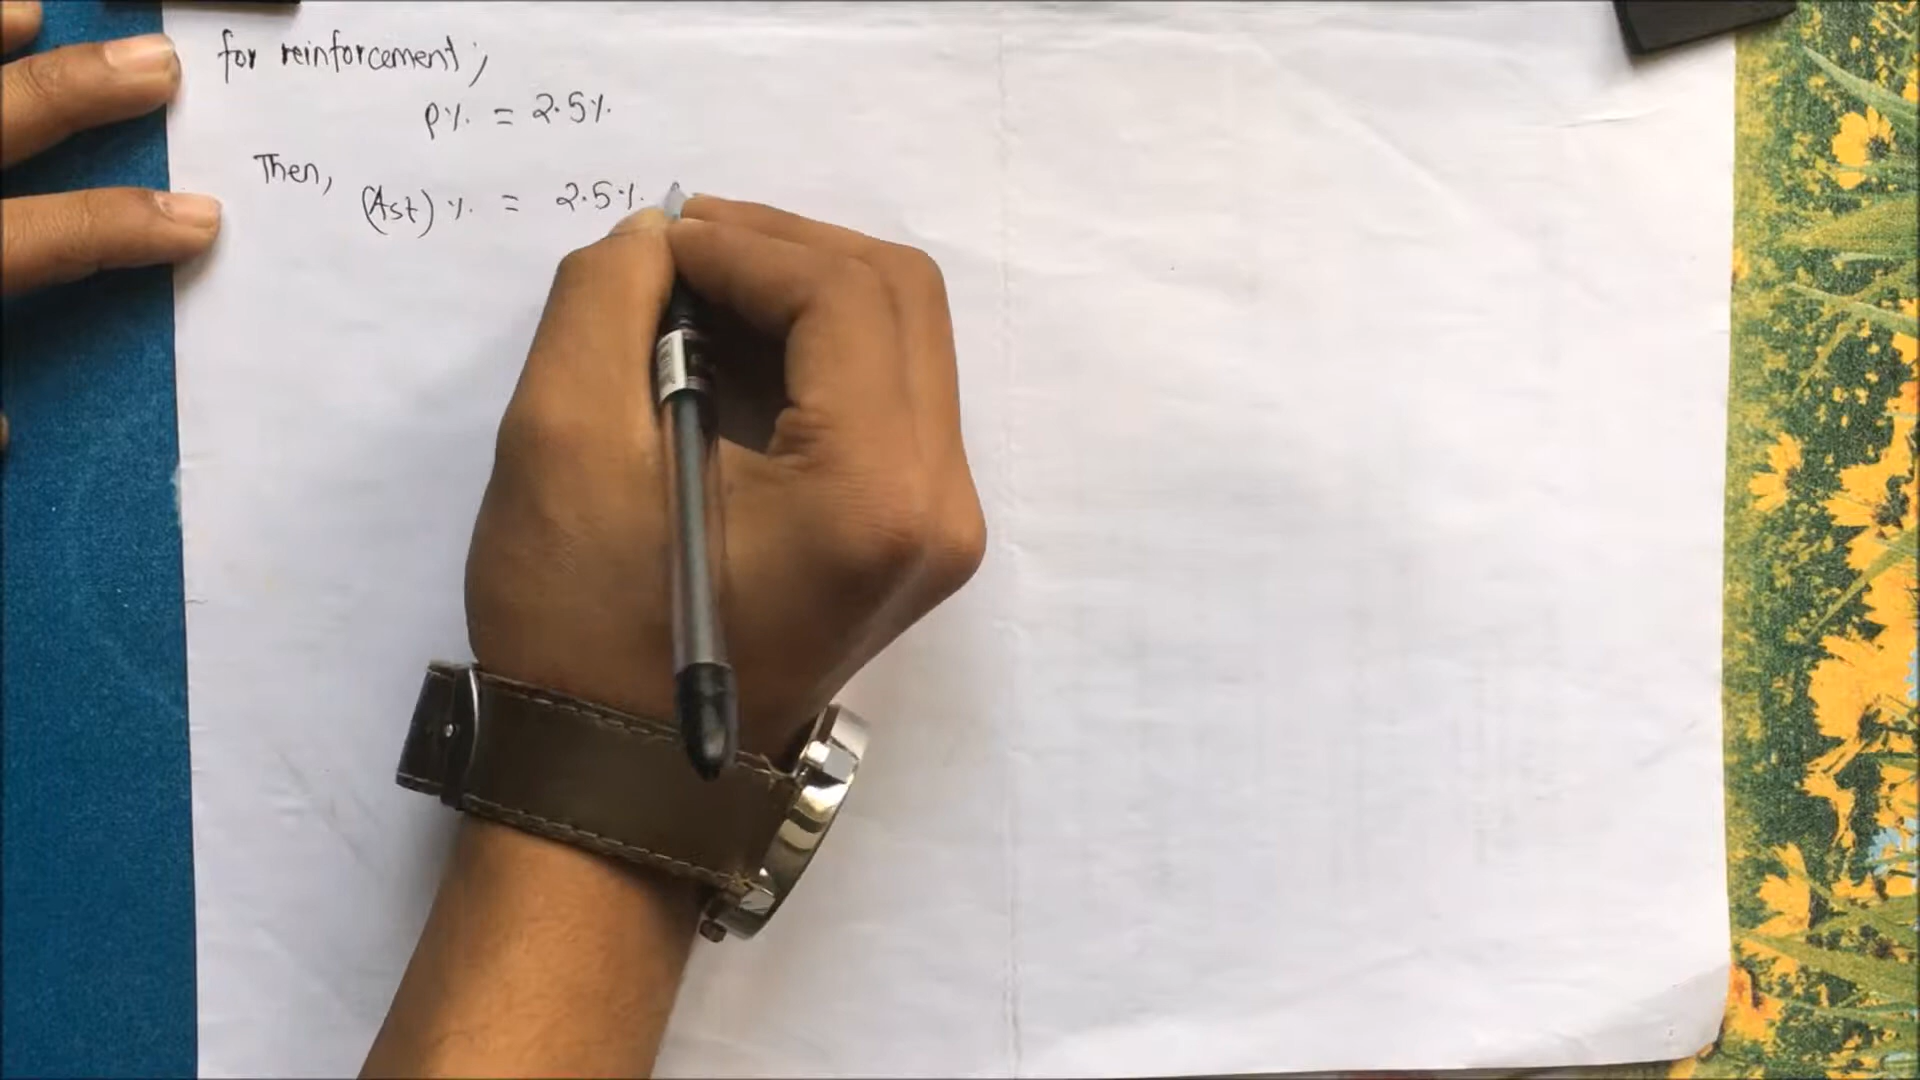 for reinforcement;
P% = 2.5%
Then,
(Ast)% = 2.5%